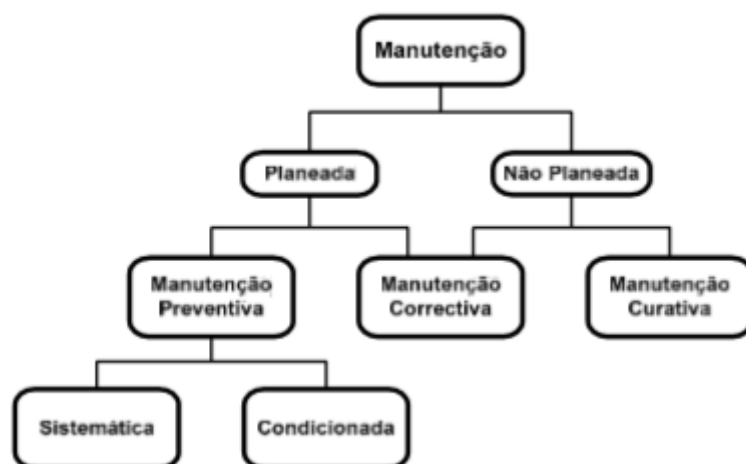 Manutenção
Planeada
Não Planeada
Manutenção
Preventiva
Manutenção
Correctiva
Manutenção
Curativa
Sistemática
Condicionada